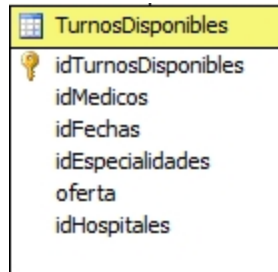 TurnosDisponibles
idTurnosDisponibles
idMedicos
idFechas
idEspecialidades
oferta
idHospitales